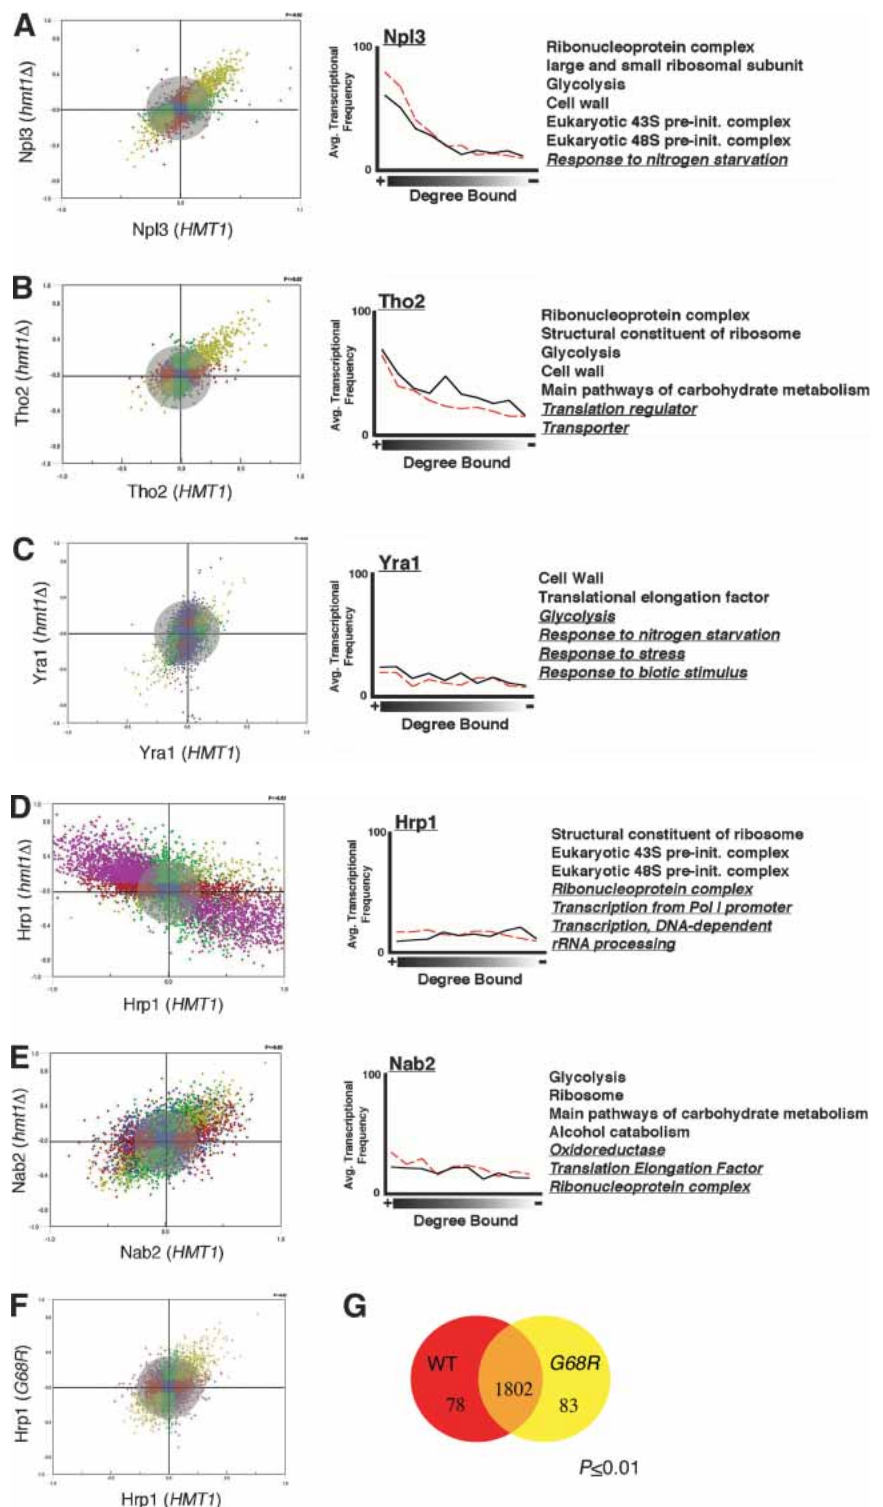 A
Npl3 (hmt1Δ)
Npl3 (HMT1)
Npl3
100
Avg. Transcriptional
Frequency
0
+
-
Degree Bound
Ribonucleoprotein complex
large and small ribosomal subunit
Glycolysis
Cell wall
Eukaryotic 43S pre-init. complex
Eukaryotic 48S pre-init. complex
Response to nitrogen starvation
B
Tho2 (hmt1Δ)
Tho2 (HMT1)
Tho2
100
Avg. Transcriptional
Frequency
0
+
-
Degree Bound
Ribonucleoprotein complex
Structural constituent of ribosome
Glycolysis
Cell wall
Main pathways of carbohydrate metabolism
Translation regulator
Transporter
C
Yra1 (hmt1Δ)
Yra1 (HMT1)
Yra1
100
Avg. Transcriptional
Frequency
0
+
-
Degree Bound
Cell Wall
Translational elongation factor
Glycolysis
Response to nitrogen starvation
Response to stress
Response to biotic stimulus
D
Hrp1 (hmt1Δ)
Hrp1 (HMT1)
Hrp1
100
Avg. Transcriptional
Frequency
0
+
-
Degree Bound
Structural constituent of ribosome
Eukaryotic 43S pre-init. complex
Eukaryotic 48S pre-init. complex
Ribonucleoprotein complex
Transcription from Pol I promoter
Transcription, DNA-dependent
rRNA processing
E
Nab2 (hmt1Δ)
Nab2 (HMT1)
Nab2
100
Avg. Transcriptional
Frequency
0
+
-
Degree Bound
Glycolysis
Ribosome
Main pathways of carbohydrate metabolism
Alcohol catabolism
Oxidoreductase
Translation Elongation Factor
Ribonucleoprotein complex
F
Hrp1 (G68R)
Hrp1 (HMT1)
G
WT
G68R
1802
78
83
P≤0.01